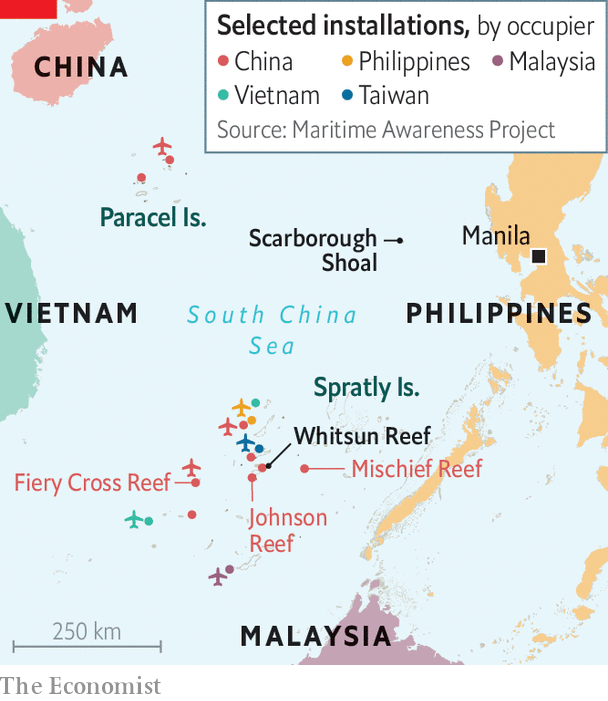 Selected installations, by occupier
China Philippines Malaysia
Vietnam Taiwan
Source: Maritime Awareness Project
CHINA
Paracel Is.
Scarborough
Shoal
Manila
VIETNAM
South China
Sea
PHILIPPINES
Spratly Is.
Whitsun Reef
Mischief Reef
Fiery Cross Reef
Johnson
Reef
250 km
MALAYSIA
The Economist